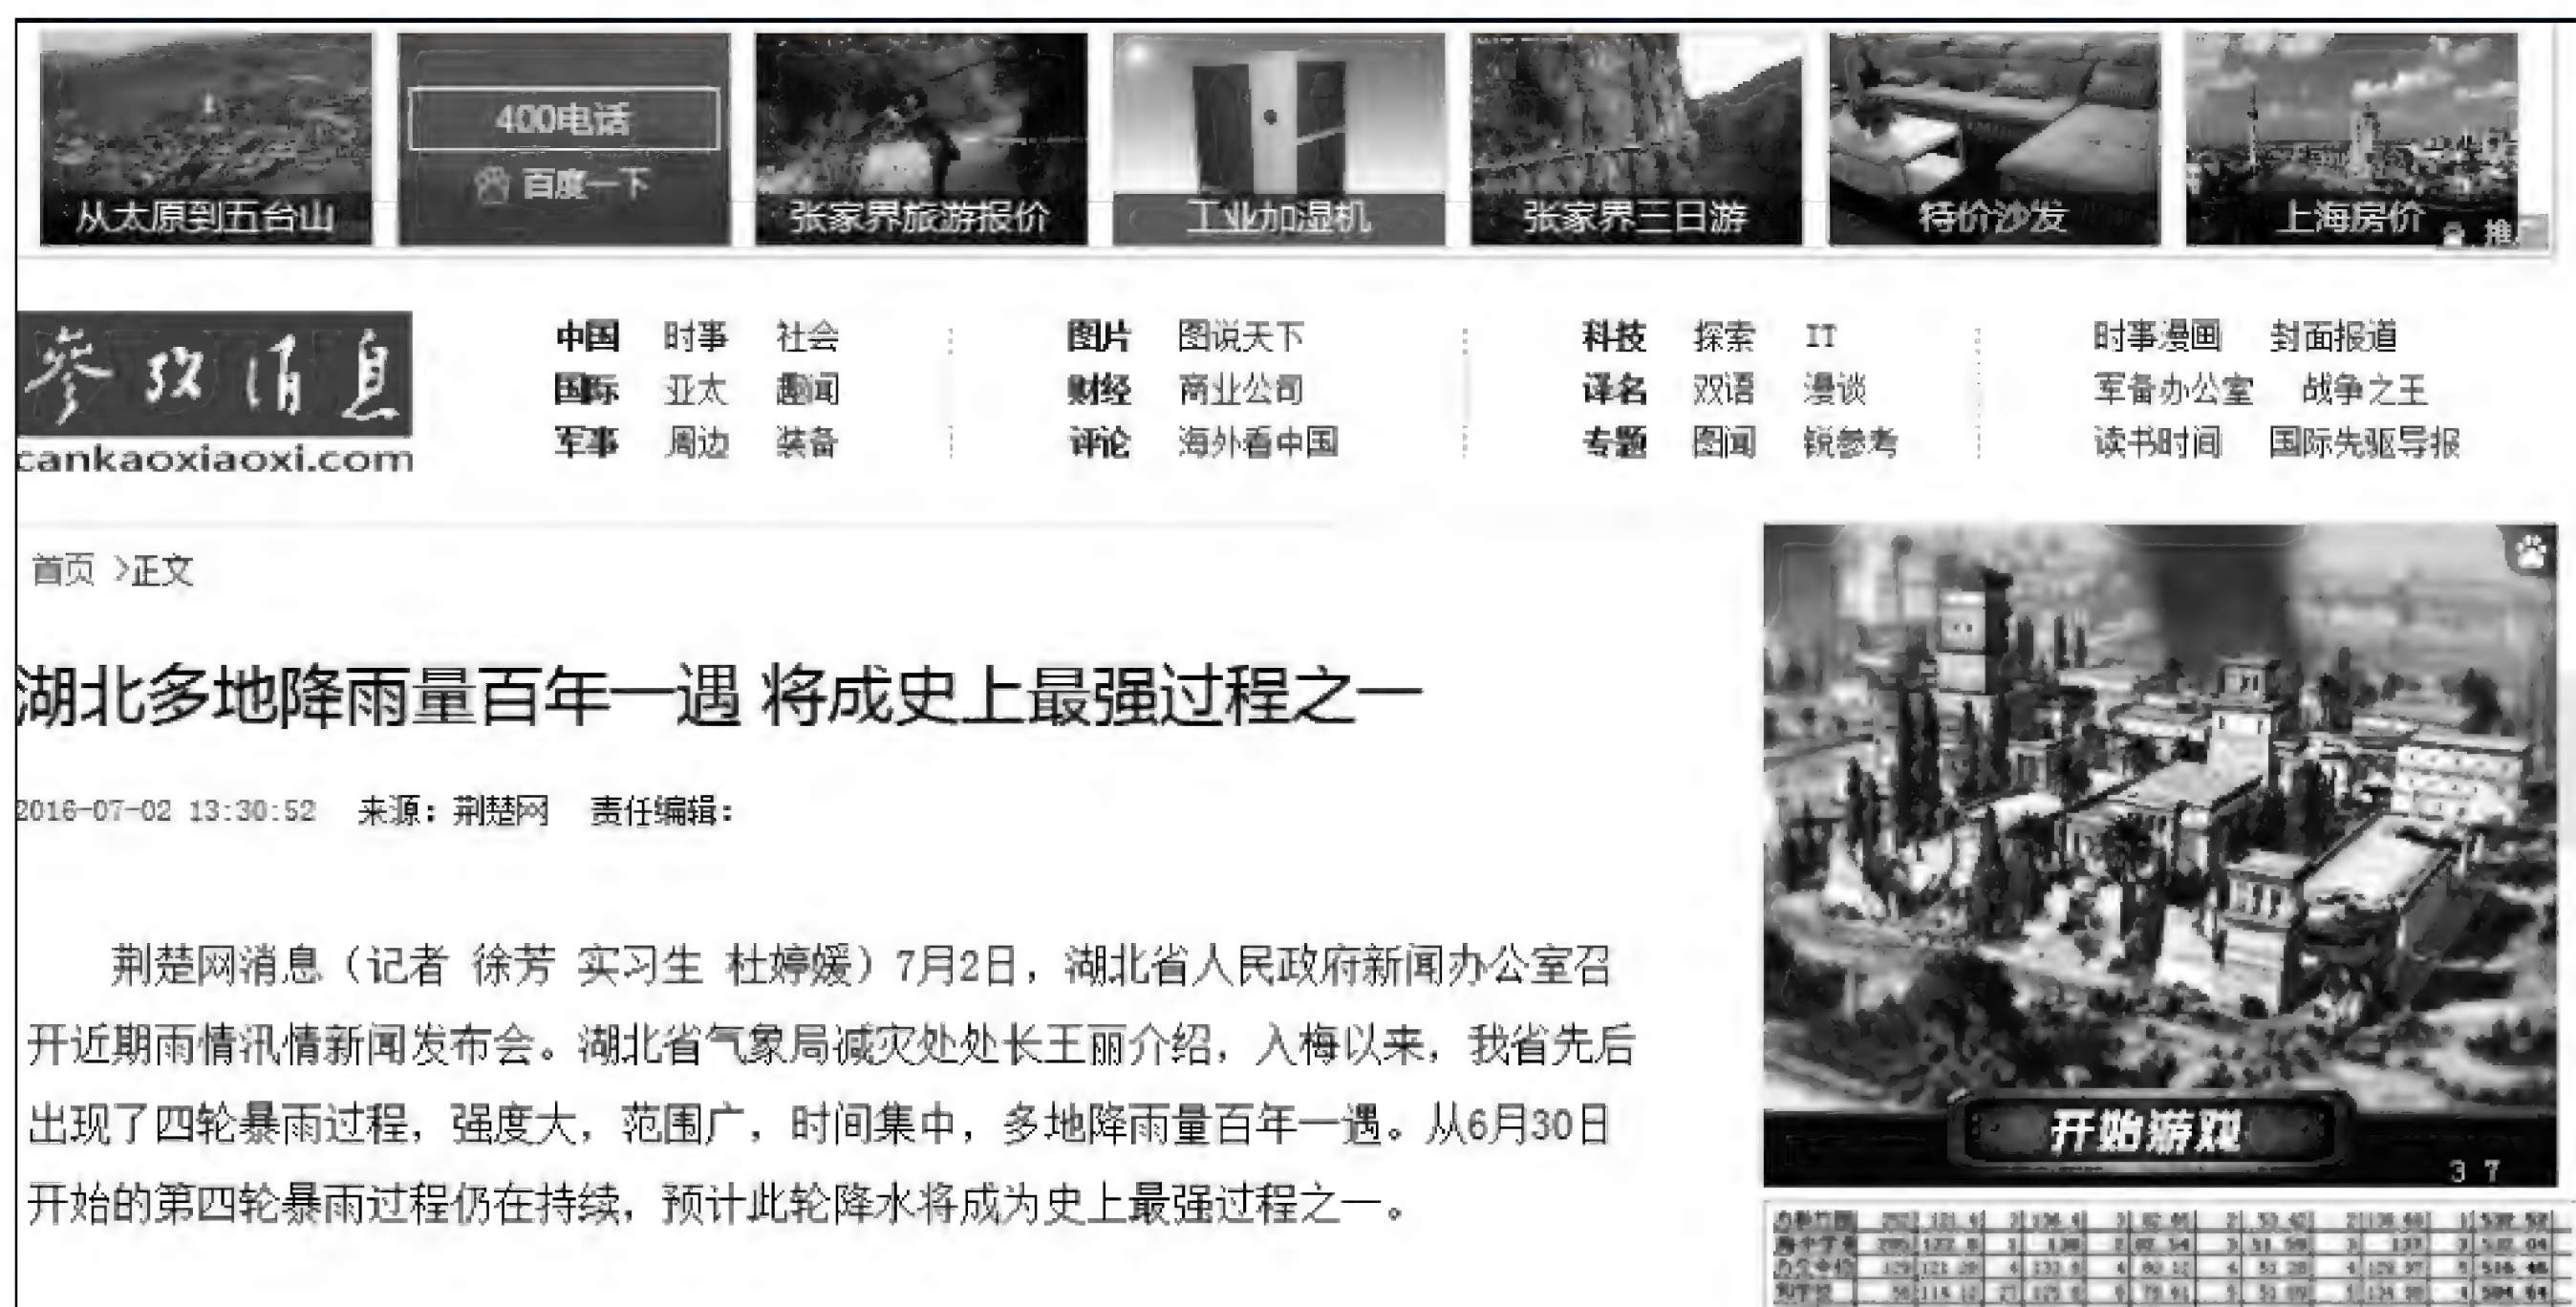 400电话
百度一下
从太原到五台山
张家界旅游报价
工业加湿机
张家界三日游
特价沙发
上海房价
推
参考消息
cankaoxiaoxi.com
中国 时事 社会 图片 图说天下 科技 探索 IT 时事漫画 封面报道
国际 亚太 趣闻 财经 商业公司 译名 双语 漫谈 军备办公室 战争之王
军事 周边 装备 评论 海外看中国 专题 图闻 锐参考 读书时间 国际先驱导报
首页 >正文
湖北多地降雨量百年一遇 将成史上最强过程之一
2016-07-02 13:30:52 来源：荆楚网 责任编辑：
荆楚网消息（记者 徐芳 实习生 杜婷媛）7月2日，湖北省人民政府新闻办公室召
开近期雨情汛情新闻发布会。湖北省气象局减灾处处长王丽介绍，入梅以来，我省先后
出现了四轮暴雨过程，强度大，范围广，时间集中，多地降雨量百年一遇。从6月30日
开始的第四轮暴雨过程仍在持续，预计此轮降水将成为史上最强过程之一。
开始游戏
37